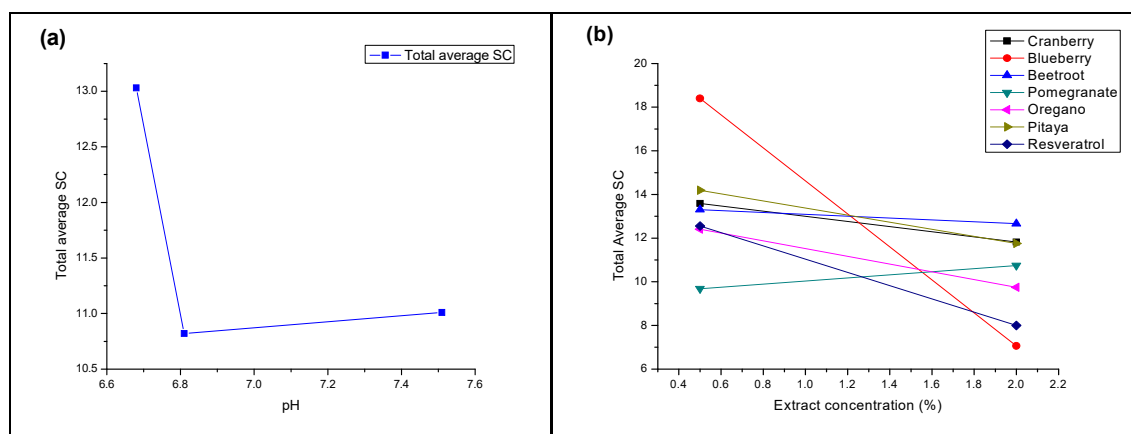 (a)
Total average SC
13.0
12.5
12.0
11.5
11.0
10.5
Total average SC
6.6 6.8 7.0 7.2 7.4 7.6
pH
(b)
Cranberry
Blueberry
Beetroot
Pomegranate
Oregano
Pitaya
Resveratrol
20
18
16
14
12
10
8
6
Total Average SC
0.4 0.6 0.8 1.0 1.2 1.4 1.6 1.8 2.0 2.2
Extract concentration (%)